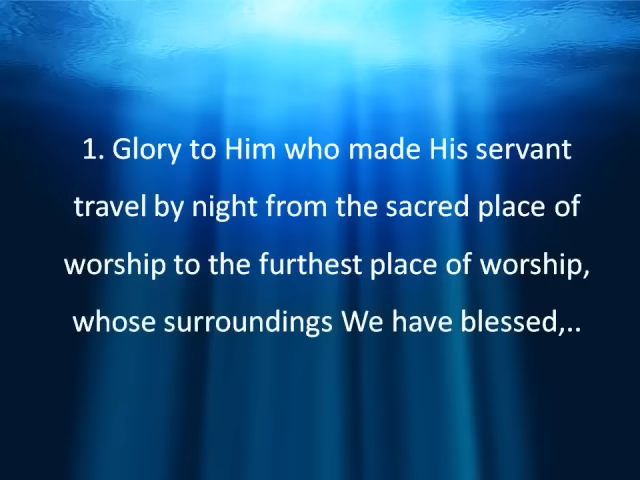 1. Glory to Him who made His servant
travel by night from the sacred place of
worship to the furthest place of worship,
whose surroundings We have blessed,..